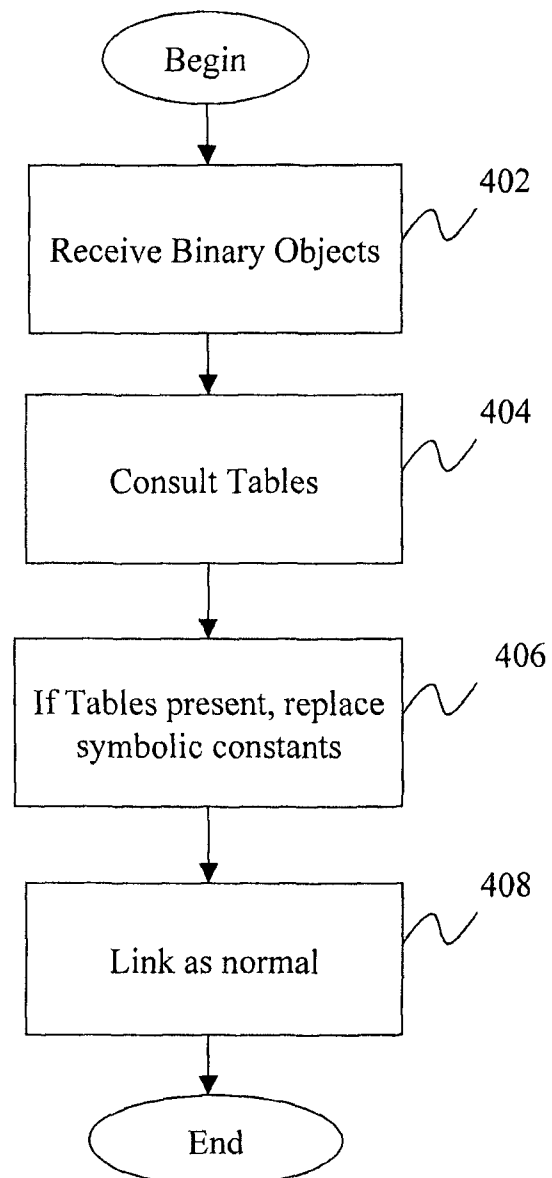 Begin
402
Receive Binary Objects
404
Consult Tables
406
If Tables present, replace
symbolic constants
408
Link as normal
End